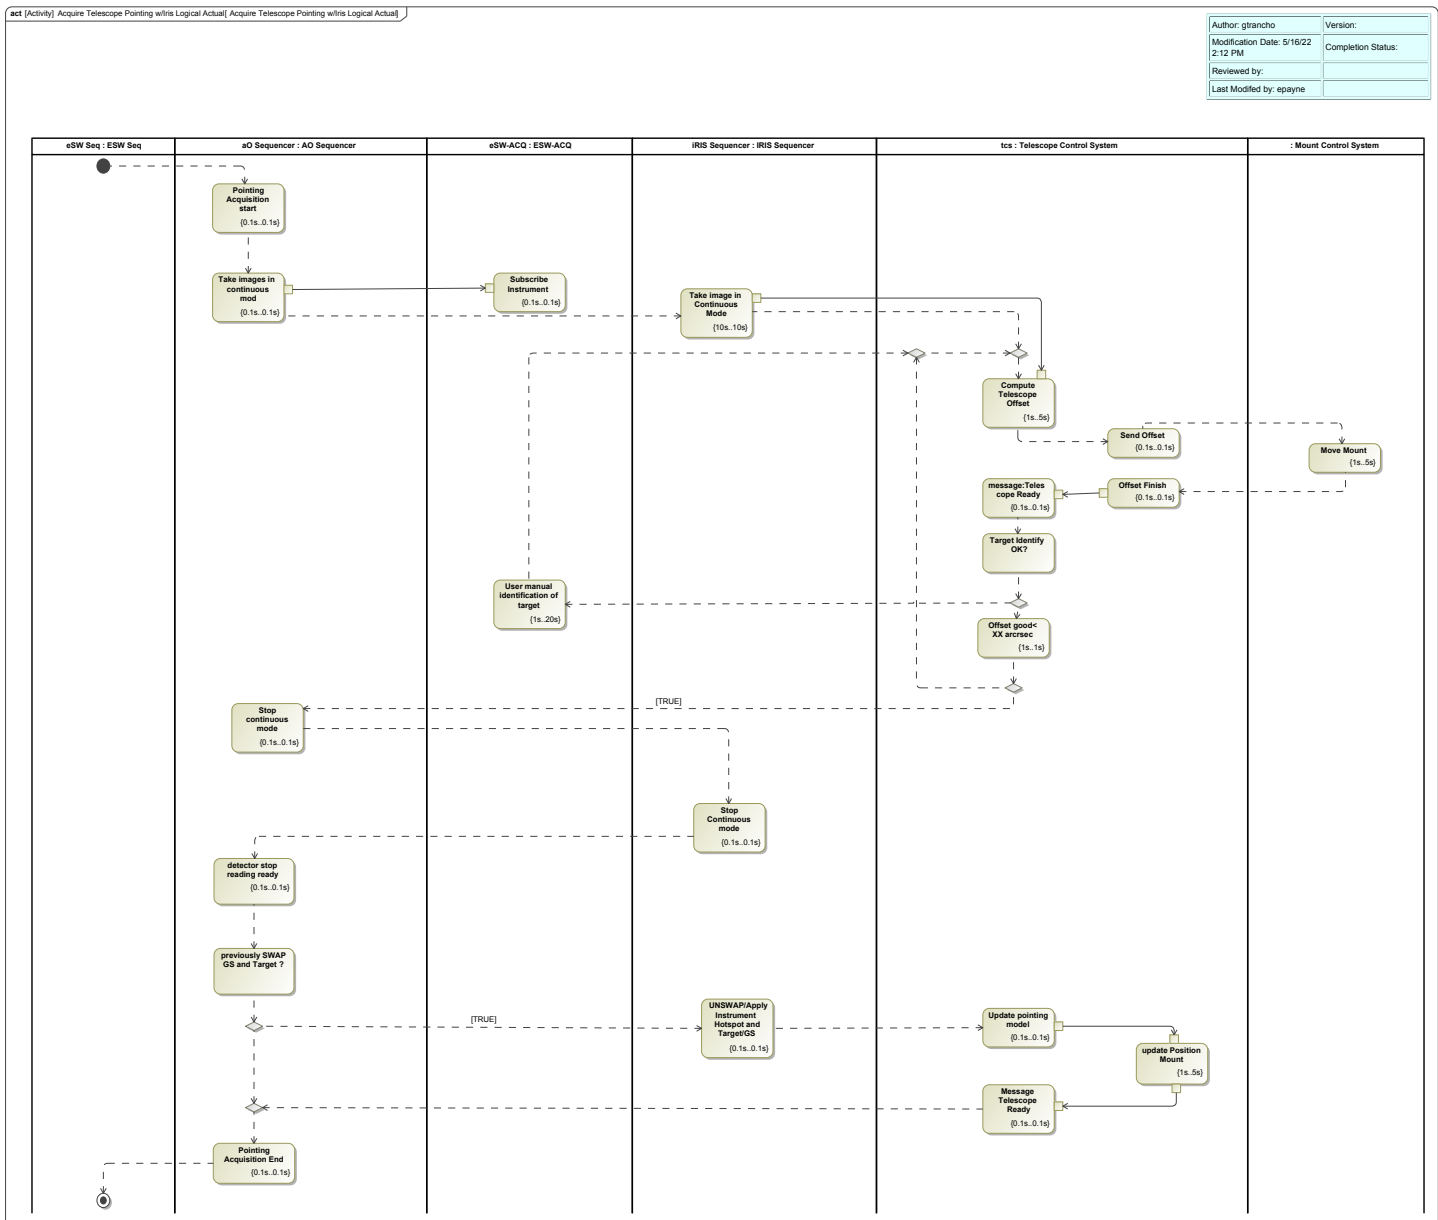 act [Activity] Acquire Telescope Pointing w/Iris Logical Actual[ Acquire Telescope Pointing w/Iris Logical Actual]
Author: gtrancho
Version:
Modification Date: 5/16/22
2:12 PM
Completion Status:
Reviewed by:
Last Modifed by: epayne
eSW Seq : ESW Seq
aO Sequencer : AO Sequencer
eSW-ACQ : ESW-ACQ
iRIS Sequencer : IRIS Sequencer
tcs : Telescope Control System
: Mount Control System
Pointing
Acquisition
start
{0.1s..0.1s}
Take images in
continuous
mod
{0.1s..0.1s}
Subscribe
Instrument
{0.1s..0.1s}
Take image in
Continuous
Mode
{10s..10s}
Compute
Telescope
Offset
{1s..5s}
Send Offset
{0.1s..0.1s}
Move Mount
{1s..5s}
message:Teles
cope Ready
{0.1s..0.1s}
Offset Finish
{0.1s..0.1s}
Target Identify
OK?
User manual
identification of
target
{1s..20s}
Offset good<
XX arcrsec
{1s..1s}
[TRUE]
Stop
continuous
mode
{0.1s..0.1s}
Stop
Continuous
mode
{0.1s..0.1s}
detector stop
reading ready
{0.1s..0.1s}
previously SWAP
GS and Target ?
[TRUE]
UNSWAP/Apply
Instrument
Hotspot and
Target/GS
{0.1s..0.1s}
Update pointing
model
{0.1s..0.1s}
update Position
Mount
{1s..5s}
Message
Telescope
Ready
{0.1s..0.1s}
Pointing
Acquisition End
{0.1s..0.1s}